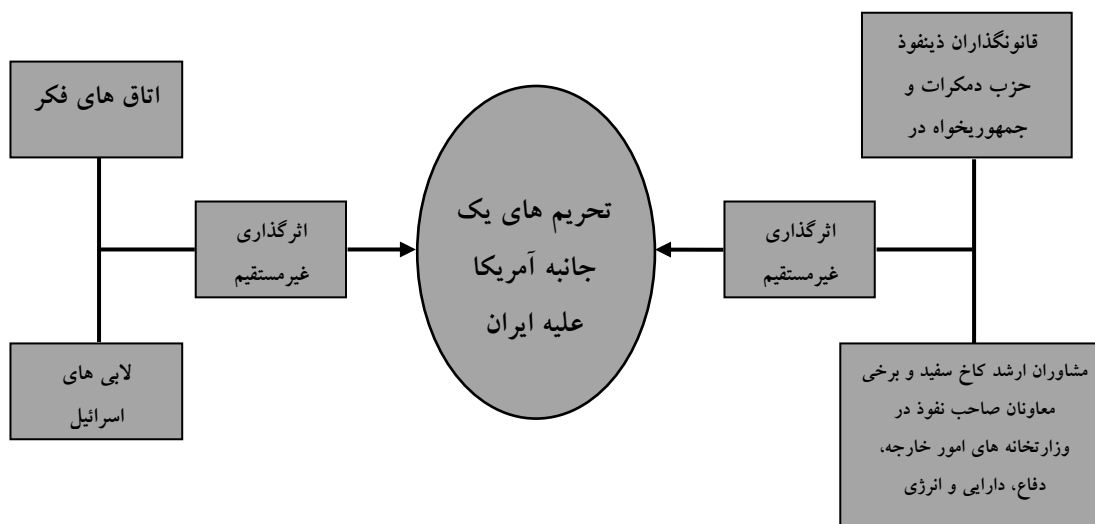 قانونگذاران ذینفوذ
حزب دمکرات و
جمهوریخواه در
اتاق های فکر
تحریم های یک
جانبه آمریکا
علیه ایران
اثرگذاری
غیرمستقیم
اثرگذاری
غیرمستقیم
مشاوران ارشد کاخ سفید و برخی
معاونان صاحب نفوذ در
وزارتخانه های امور خارجه،
دفاع، دارایی و انرژی
لابی های
اسرائیل